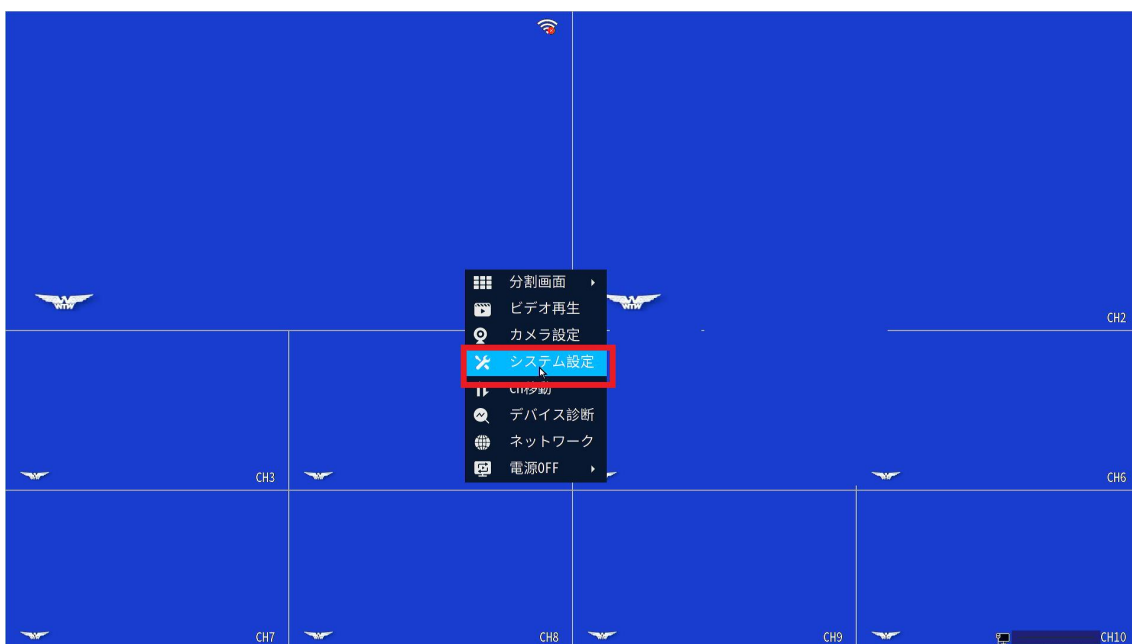 WTW
WTW
分割画面
ビデオ再生
カメラ設定
システム設定
CH移動
デバイス診断
ネットワーク
電源OFF
CH2
CH3
CH6
CH7
CH8
CH9
CH10